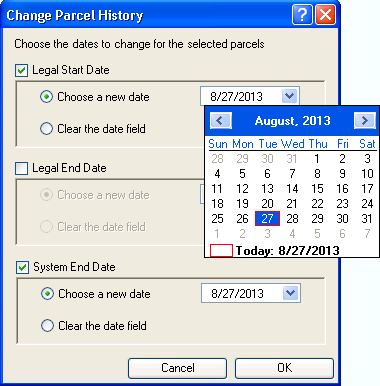 Change Parcel History
Choose the dates to change for the selected parcels
Legal Start Date
Choose a new date 8/27/2013
Clear the date field
August, 2013
Sun Mon Tue Wed Thu Fri Sat
28 29 30 31 1 2 3
4 5 6 7 8 9 10
11 12 13 14 15 16 17
18 19 20 21 22 23 24
25 26 27 28 29 30 31
1 2 3 4 5 6 7
Today: 8/27/2013
Legal End Date
Choose a new date
Clear the date field
System End Date
Choose a new date 8/27/2013
Clear the date field
Cancel OK